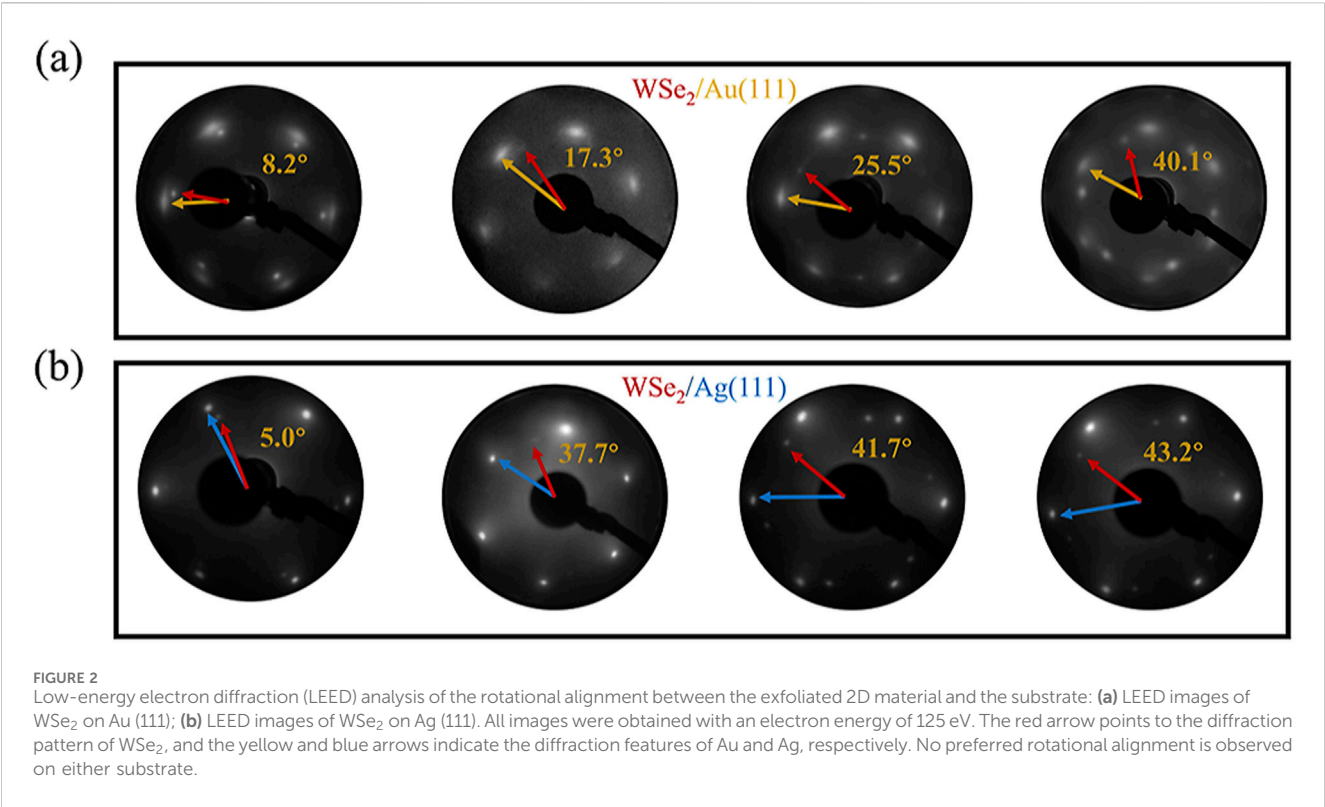 (a)
WSe₂/Au(111)
8.2°
17.3°
25.5°
40.1°
(b)
WSe₂/Ag(111)
5.0°
37.7°
41.7°
43.2°
FIGURE 2
Low-energy electron diffraction (LEED) analysis of the rotational alignment between the exfoliated 2D material and the substrate: (a) LEED images of
WSe₂ on Au (111); (b) LEED images of WSe₂ on Ag (111). All images were obtained with an electron energy of 125 eV. The red arrow points to the diffraction
pattern of WSe₂, and the yellow and blue arrows indicate the diffraction features of Au and Ag, respectively. No preferred rotational alignment is observed
on either substrate.